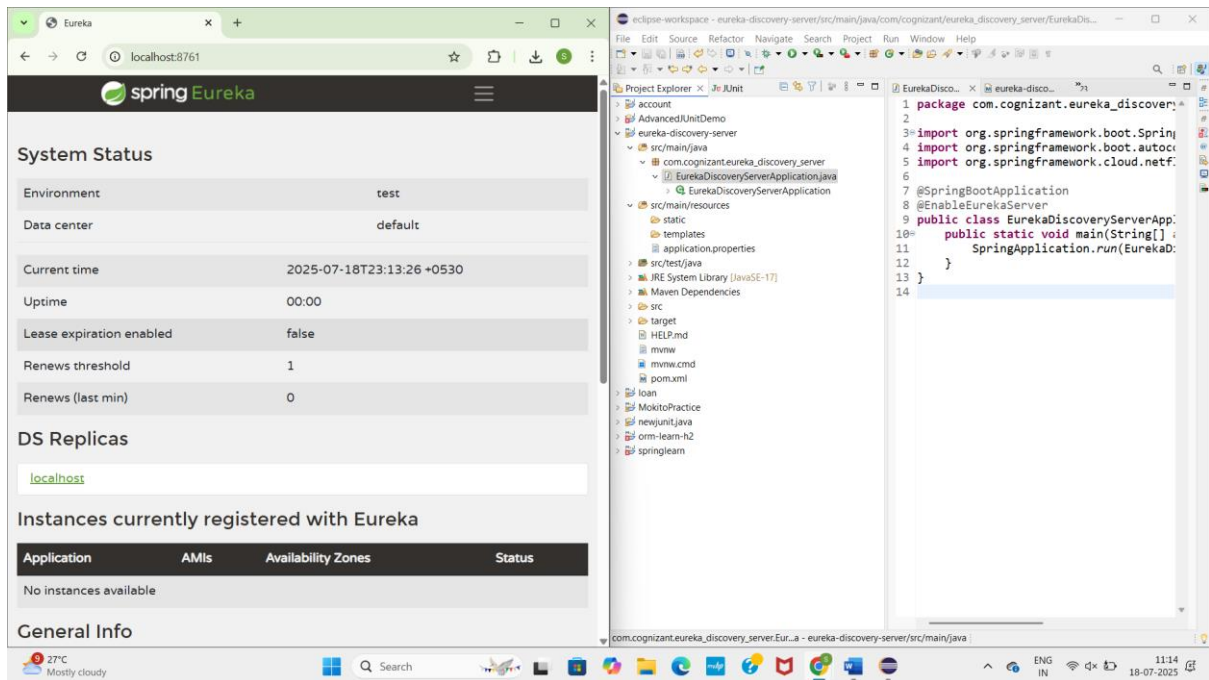 Eureka
localhost:8761
S
spring Eureka
System Status
Environment test
Data center default
Current time 2025-07-18T23:13:26 +0530
Uptime 00:00
Lease expiration enabled false
Renews threshold 1
Renews (last min) 0
DS Replicas
localhost
Instances currently registered with Eureka
Application AMIs Availability Zones Status
No instances available
General Info
eclipse-workspace - eureka-discovery-server/src/main/java/com/cognizant/eureka_discovery_server/EurekaDis...
File Edit Source Refactor Navigate Search Project Run Window Help
Project Explorer JUnit
account
AdvancedJUnitDemo
eureka-discovery-server
src/main/java
com.cognizant.eureka_discovery_server
EurekaDiscoveryServerApplication.java
EurekaDiscoveryServerApplication
src/main/resources
static
templates
application.properties
src/test/java
JRE System Library [JavaSE-17]
Maven Dependencies
src
target
HELP.md
mvnw
mvnw.cmd
pom.xml
loan
MokitoPractice
newjunit.java
orm-learn-h2
springlearn
EurekaDisco... eureka-disco... »21
1 package com.cognizant.eureka_discover
2
3 import org.springframework.boot.Spring
4 import org.springframework.boot.autoco
5 import org.springframework.cloud.netf
6
7 @SpringBootApplication
8 @EnableEurekaServer
9 public class EurekaDiscoveryServerApp
10 public static void main(String[] a
11 SpringApplication.run(EurekaD
12 }
13 }
14
com.cognizant.eureka_discovery_server.Eur...a - eureka-discovery-server/src/main/java
9
27°C
Mostly cloudy
Search
ENG
IN
11:14
18-07-2025